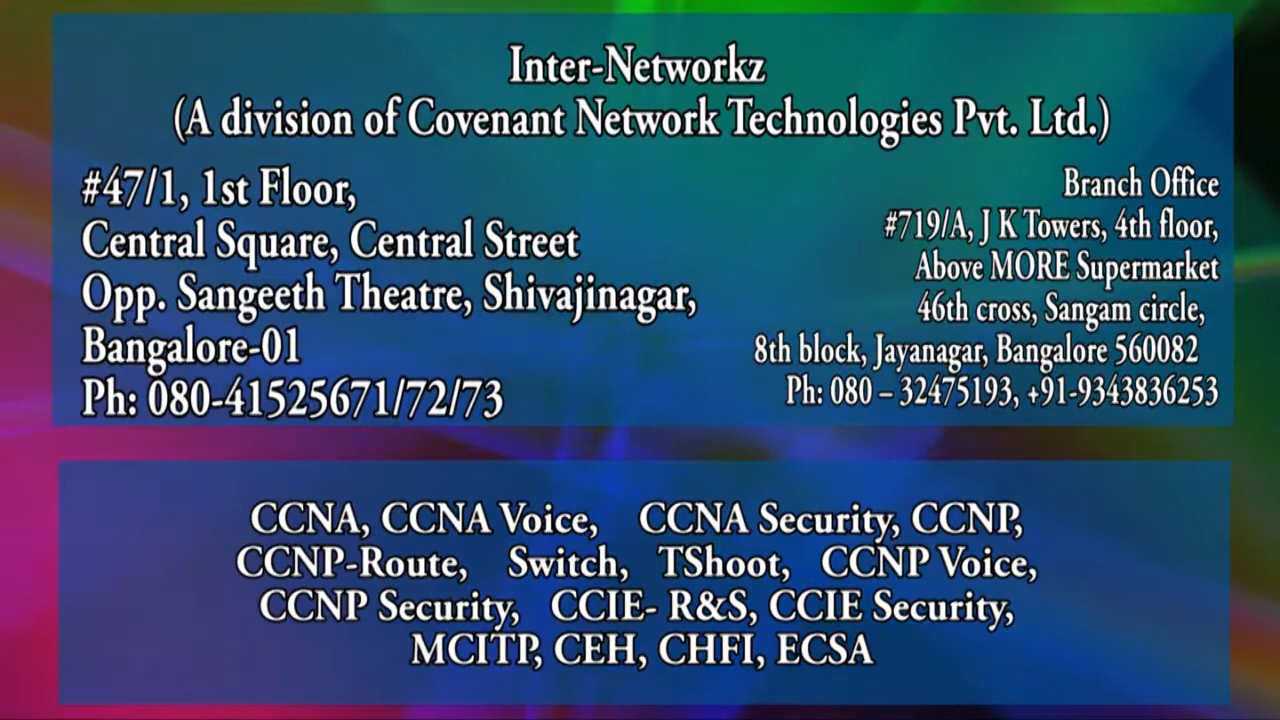 Inter-Networkz
(A division of Covenant Network Technologies Pvt. Ltd.)
#47/1, 1st Floor,
Central Square, Central Street
Opp. Sangeeth Theatre, Shivajinagar,
Bangalore-01
Ph: 080-41525671/72/73
Branch Office
#719/A, J K Towers, 4th floor,
Above MORE Supermarket
46th cross, Sangam circle,
8th block, Jayanagar, Bangalore 560082
Ph: 080 – 32475193, +91-9343836253
CCNA, CCNA Voice, CCNA Security, CCNP,
CCNP-Route, Switch, TShoot, CCNP Voice,
CCNP Security, CCIE- R&S, CCIE Security,
MCITP, CEH, CHFI, ECSA